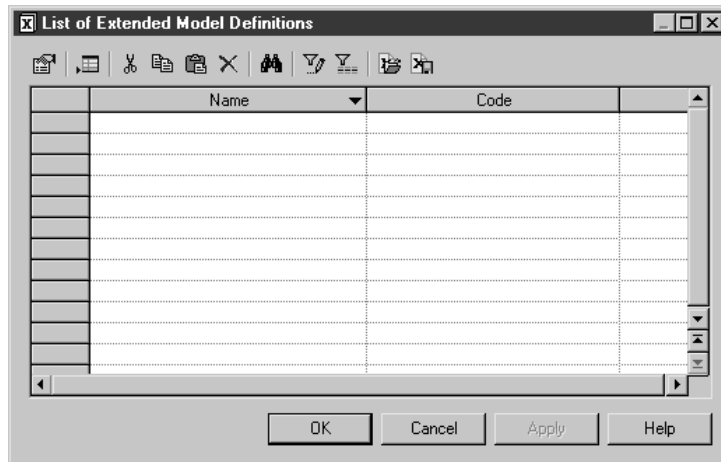 List of Extended Model Definitions
Name
Code
OK
Cancel
Apply
Help